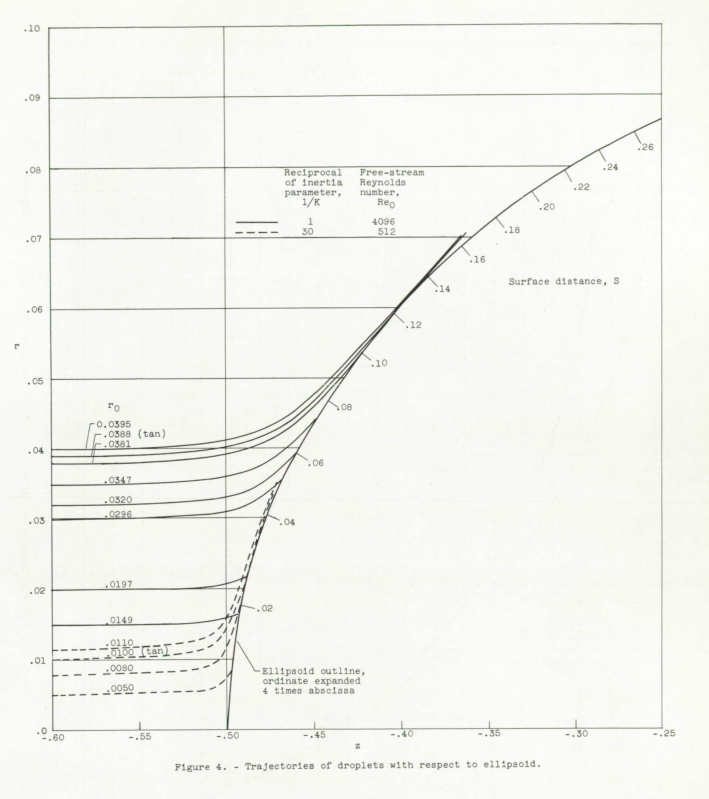 .10
.09
.08
.07
.06
.05
.04
.03
.02
.01
.0
r
Reciprocal of inertia parameter, 1/K
Free-stream Reynolds number, Re0
1 4096
30 512
.26
.24
.22
.20
.18
.16
.14
.12
.10
.08
.06
.04
.02
Surface distance, S
r0
0.0395
.0388 (tan)
.0381
.0347
.0320
.0296
.0197
.0149
.0110
.0100 (tan)
.0080
.0050
Ellipsoid outline,
ordinate expanded
4 times abscissa
-.60 -.55 -.50 -.45 -.40 -.35 -.30 -.25
z
Figure 4. - Trajectories of droplets with respect to ellipsoid.